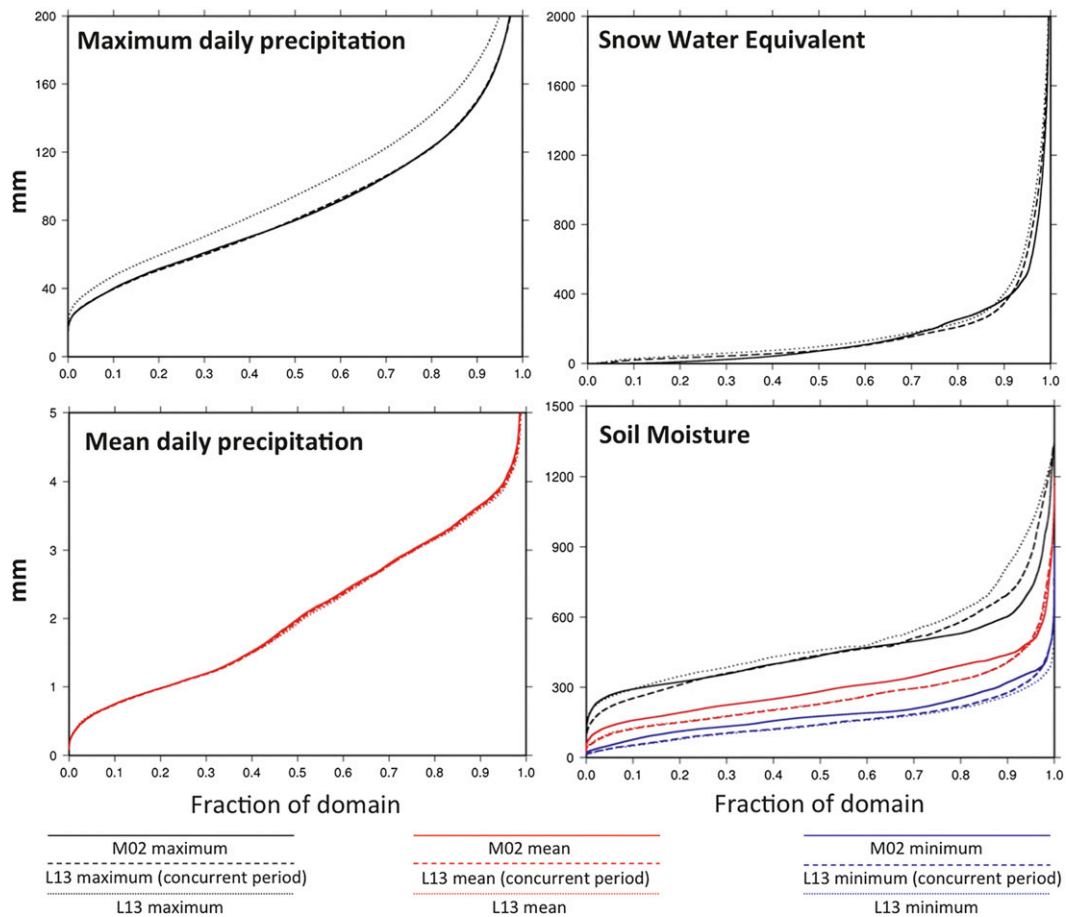 Maximum daily precipitation
Snow Water Equivalent
mm
200
160
120
80
40
0
0.0 0.1 0.2 0.3 0.4 0.5 0.6 0.7 0.8 0.9 1.0
2000
1600
1200
800
400
0
0.0 0.1 0.2 0.3 0.4 0.5 0.6 0.7 0.8 0.9 1.0
Mean daily precipitation
Soil Moisture
mm
5
4
3
2
1
0
0.0 0.1 0.2 0.3 0.4 0.5 0.6 0.7 0.8 0.9 1.0
1500
1200
900
600
300
0
0.0 0.1 0.2 0.3 0.4 0.5 0.6 0.7 0.8 0.9 1.0
Fraction of domain
Fraction of domain
M02 maximum
L13 maximum (concurrent period)
L13 maximum
M02 mean
L13 mean (concurrent period)
L13 mean
M02 minimum
L13 minimum (concurrent period)
L13 minimum